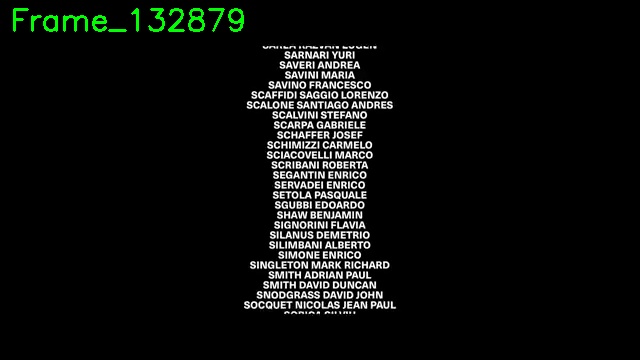 Frame_132879
SARNARI YURI
SAVERI ANDREA
SAVINI MARIA
SAVINO FRANCESCO
SCAFFIDI SAGGIO LORENZO
SCALONE SANTIAGO ANDRES
SCALVINI STEFANO
SCARPA GABRIELE
SCHAFFER JOSEF
SCHIMIZZI CARMELO
SCIACOVELLI MARCO
SCRIBANI ROBERTA
SEGANTIN ENRICO
SERVADEI ENRICO
SETOLA PASQUALE
SGUBBI EDOARDO
SHAW BENJAMIN
SIGNORINI FLAVIA
SILANUS DEMETRIO
SILIMBANI ALBERTO
SIMONE ENRICO
SINGLETON MARK RICHARD
SMITH ADRIAN PAUL
SMITH DAVID DUNCAN
SNODGRASS DAVID JOHN
SOCQUET NICOLAS JEAN PAUL